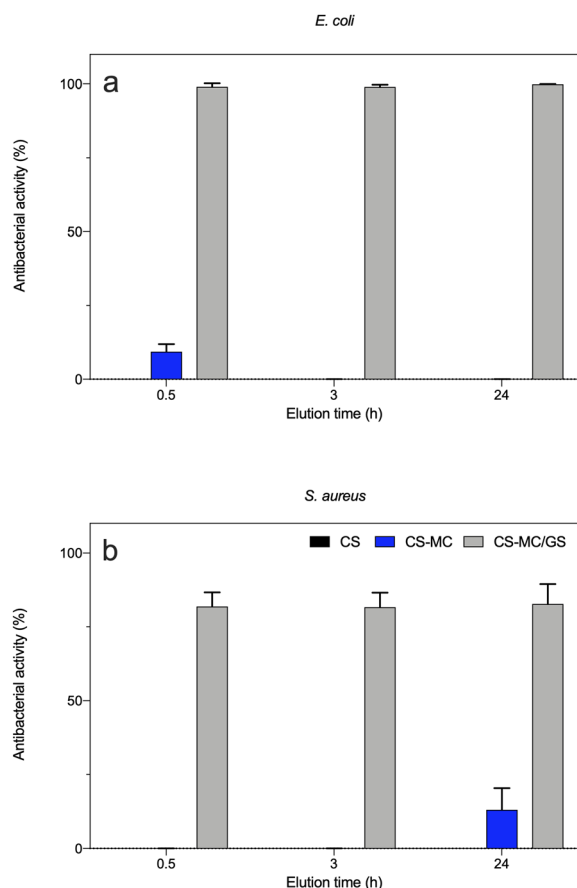 E. coli
a
Antibacterial activity (%)
100
50
0
0.5 3 24
Elution time (h)
S. aureus
b
CS CS-MC CS-MC/GS
Antibacterial activity (%)
100
50
0
0.5 3 24
Elution time (h)